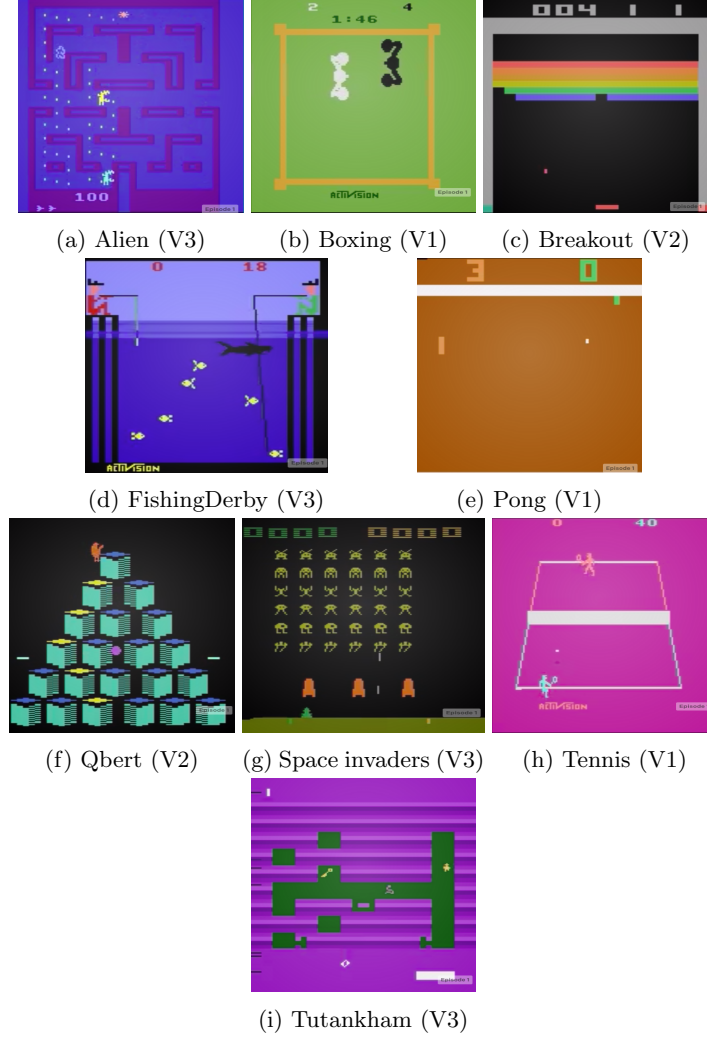 100
Episode 1
(a) Alien (V3)
2 4
1:46
ACTIVISION
Episode 1
(b) Boxing (V1)
004 1 1
Episode 1
(c) Breakout (V2)
0 18
ACTIVISION
Episode 1
(d) FishingDerby (V3)
3 0
Episode 1
(e) Pong (V1)
Episode 1
(f) Qbert (V2)
0000 0000
Episode 1
(g) Space invaders (V3)
0 40
ACTIVISION
Episode
(h) Tennis (V1)
Episode 1
(i) Tutankham (V3)